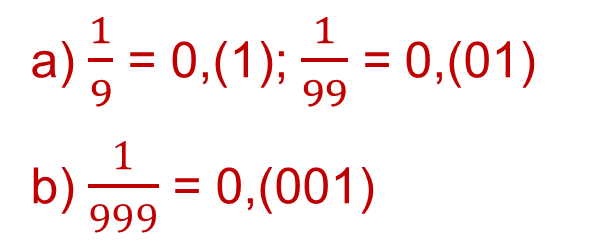 a) 1/9 = 0,(1); 1/99 = 0,(01)
b) 1/999 = 0,(001)